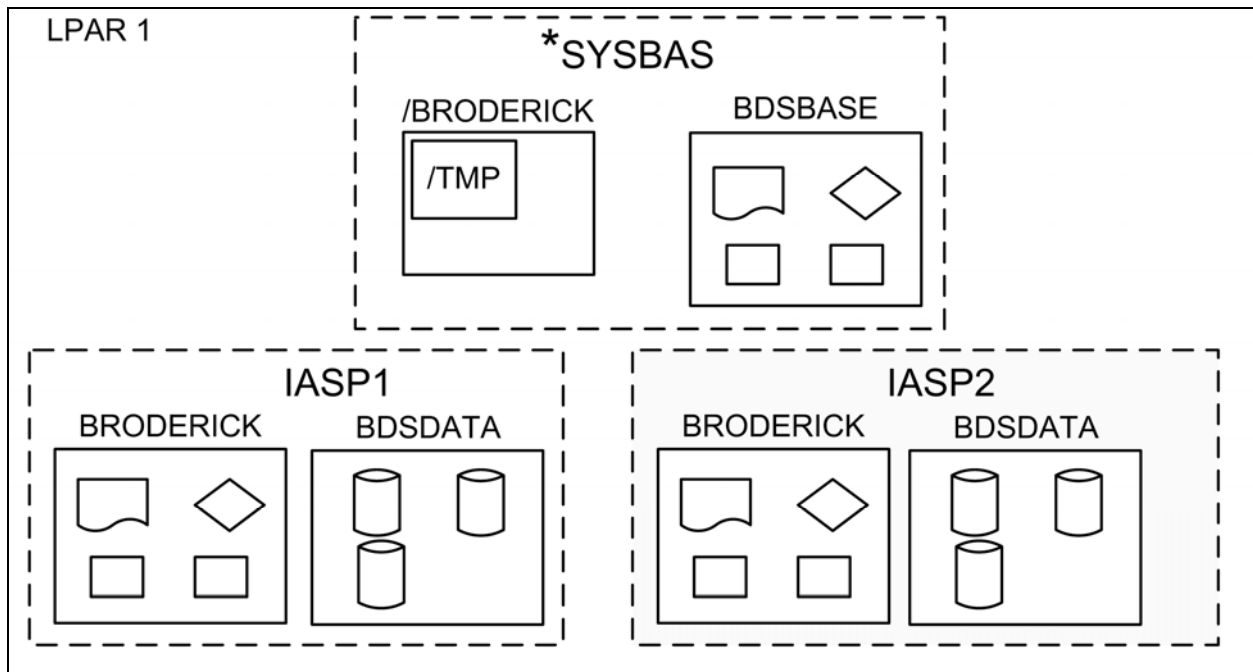 LPAR 1
*SYSBAS
/BRODERICK
BDSBASE
/TMP
IASP1
BRODERICK
BDSDATA
IASP2
BRODERICK
BDSDATA